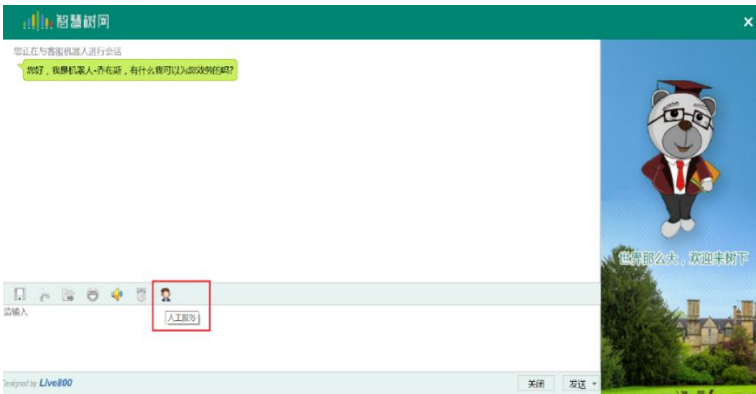 智慧树网
您正在与客服机器人进行会话
您好，我是机器人-乔布斯，有什么我可以为您效劳的吗?
世界那么大，欢迎来树下
请输入
人工服务
Designed by Live800
关闭
发送